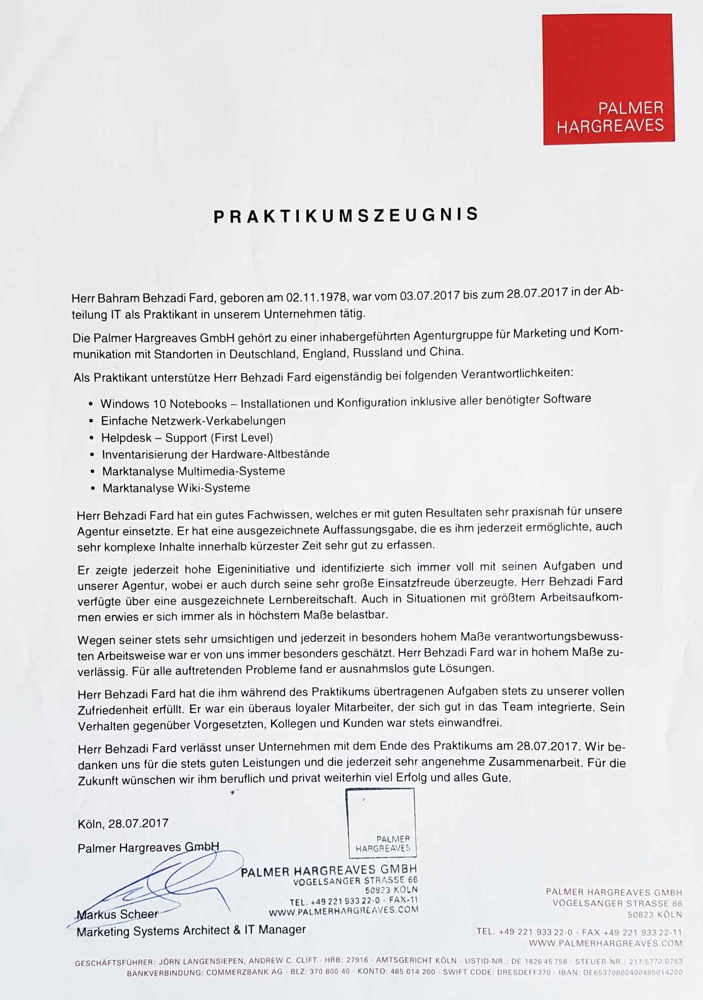 PALMER
HARGREAVES
PRAKTIKUMSZEUGNIS
Herr Bahram Behzadi Fard, geboren am 02.11.1978, war vom 03.07.2017 bis zum 28.07.2017 in der Ab-
teilung IT als Praktikant in unserem Unternehmen tätig.
Die Palmer Hargreaves GmbH gehört zu einer inhabergeführten Agenturgruppe für Marketing und Kom-
munikation mit Standorten in Deutschland, England, Russland und China.
Als Praktikant unterstütze Herr Behzadi Fard eigenständig bei folgenden Verantwortlichkeiten:
• Windows 10 Notebooks – Installationen und Konfiguration inklusive aller benötigter Software
• Einfache Netzwerk-Verkabelungen
• Helpdesk – Support (First Level)
• Inventarisierung der Hardware-Altbestände
• Marktanalyse Multimedia-Systeme
• Marktanalyse Wiki-Systeme
Herr Behzadi Fard hat ein gutes Fachwissen, welches er mit guten Resultaten sehr praxisnah für unsere
Agentur einsetzte. Er hat eine ausgezeichnete Auffassungsgabe, die es ihm jederzeit ermöglichte, auch
sehr komplexe Inhalte innerhalb kürzester Zeit sehr gut zu erfassen.
Er zeigte jederzeit hohe Eigeninitiative und identifizierte sich immer voll mit seinen Aufgaben und
unserer Agentur, wobei er auch durch seine sehr große Einsatzfreude überzeugte. Herr Behzadi Fard
verfügte über eine ausgezeichnete Lernbereitschaft. Auch in Situationen mit größtem Arbeitsaufkom-
men erwies er sich immer als in höchstem Maße belastbar.
Wegen seiner stets sehr umsichtigen und jederzeit in besonders hohem Maße verantwortungsbewuss-
ten Arbeitsweise war er von uns immer besonders geschätzt. Herr Behzadi Fard war in hohem Maße zu-
verlässig. Für alle auftretenden Probleme fand er ausnahmslos gute Lösungen.
Herr Behzadi Fard hat die ihm während des Praktikums übertragenen Aufgaben stets zu unserer vollen
Zufriedenheit erfüllt. Er war ein überaus loyaler Mitarbeiter, der sich gut in das Team integrierte. Sein
Verhalten gegenüber Vorgesetzten, Kollegen und Kunden war stets einwandfrei.
Herr Behzadi Fard verlässt unser Unternehmen mit dem Ende des Praktikums am 28.07.2017. Wir be-
danken uns für die stets guten Leistungen und die jederzeit sehr angenehme Zusammenarbeit. Für die
Zukunft wünschen wir ihm beruflich und privat weiterhin viel Erfolg und alles Gute.
Köln, 28.07.2017
Palmer Hargreaves GmbH
PALMER
HARGREAVES
PALMER HARGREAVES GMBH
VOGELSANGER STRASSE 66
50823 KÖLN
TEL. +49 221 933 22-0 · FAX-11
WWW.PALMERHARGREAVES.COM
Markus Scheer
Marketing Systems Architect & IT Manager
PALMER HARGREAVES GMBH
VOGELSANGER STRASSE 66
50823 KÖLN
TEL. +49 221 933 22-0 · FAX +49 221 933 22-11
WWW.PALMERHARGREAVES.COM
GESCHÄFTSFÜHRER: JÖRN LANGENSIEPEN, ANDREW C. CLIFT · HRB: 27916 · AMTSGERICHT KÖLN · USTID-NR.: DE 182645758 · STEUER-NR.: 217/5770/0753
BANKVERBINDUNG: COMMERZBANK AG · BLZ: 370 800 40 · KONTO: 485 014 200 · SWIFT CODE: DRESDEFF370 · IBAN: DE65370800400485014200